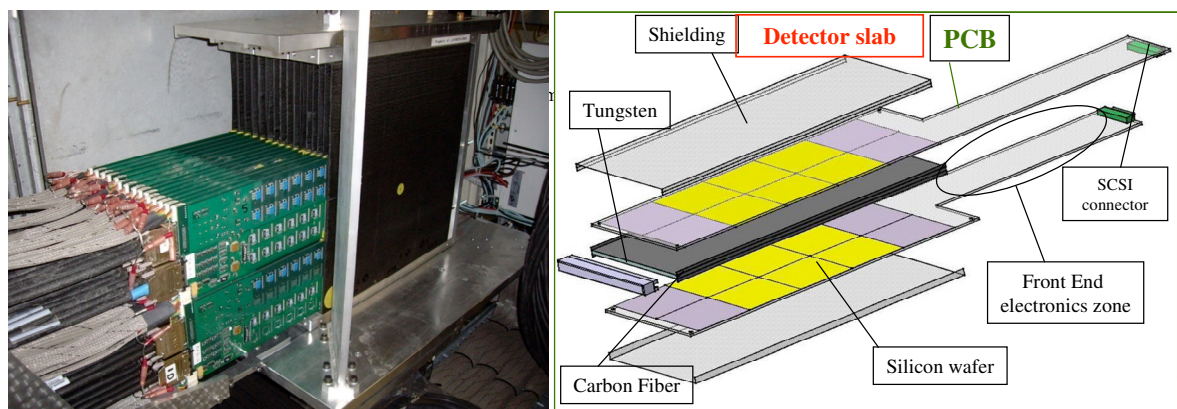 Shielding
Detector slab
PCB
Tungsten
SCSI
connector
Front End
electronics zone
Silicon wafer
Carbon Fiber